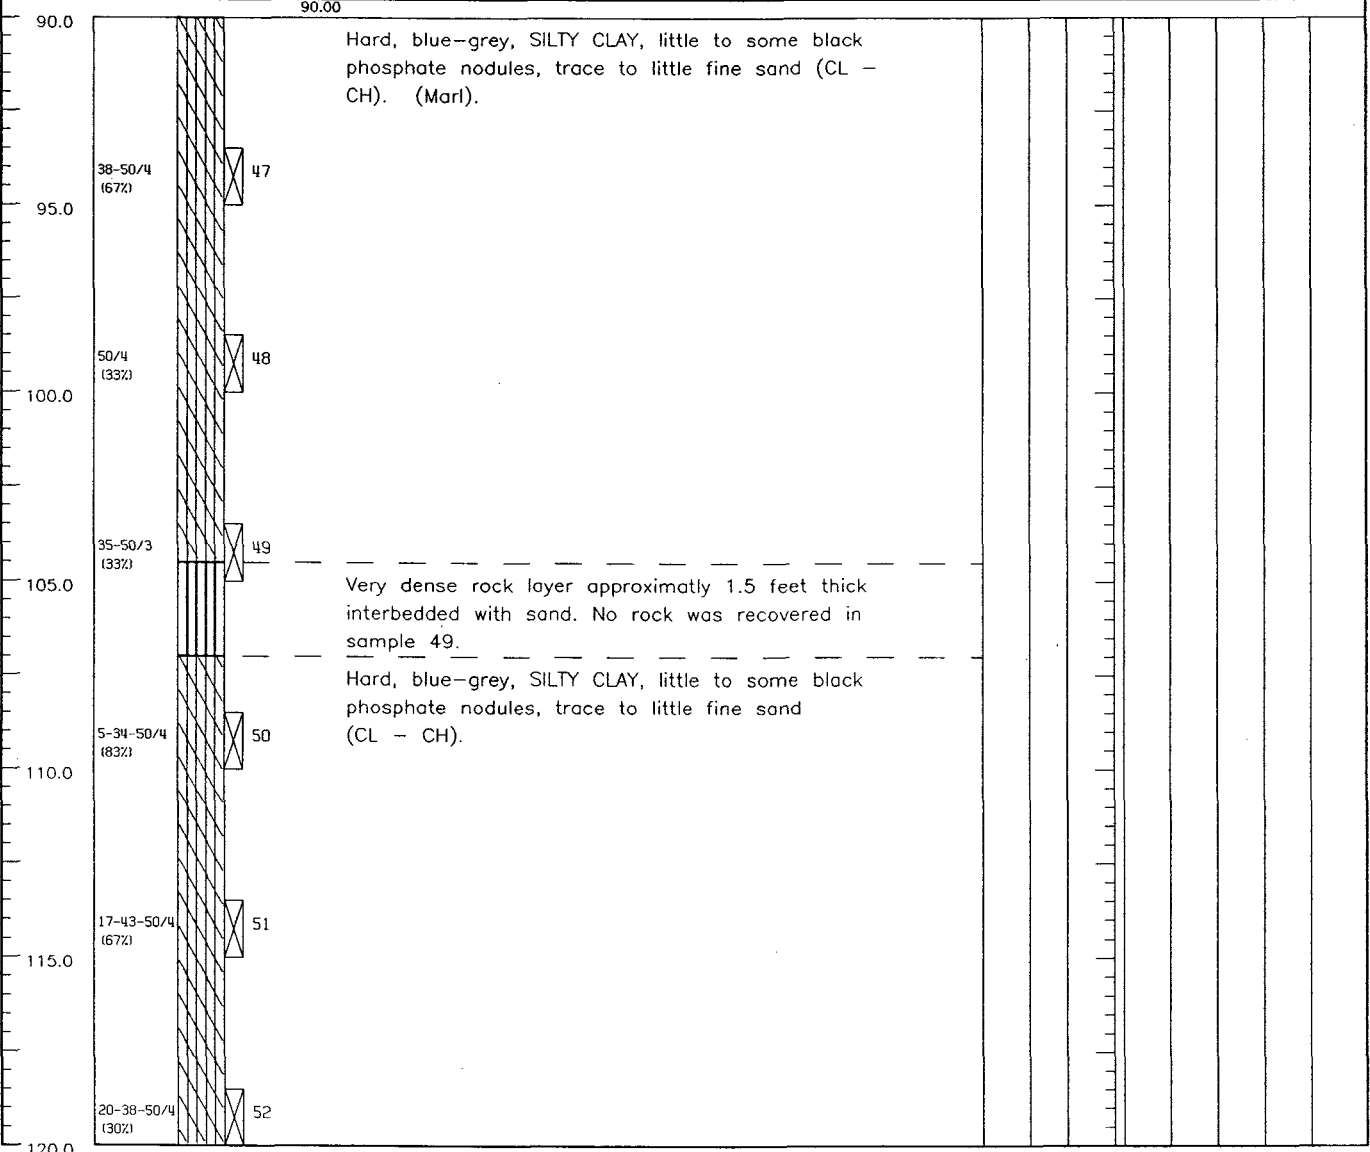 90.00
90.0
Hard, blue-grey, SILTY CLAY, little to some black
phosphate nodules, trace to little fine sand (CL -
CH). (Marl).
38-50/4
(67%)
47
95.0
50/4
(33%)
48
100.0
35-50/3
(33%)
49
105.0
Very dense rock layer approximatly 1.5 feet thick
interbedded with sand. No rock was recovered in
sample 49.
Hard, blue-grey, SILTY CLAY, little to some black
phosphate nodules, trace to little fine sand
(CL - CH).
5-34-50/4
(83%)
50
110.0
17-43-50/4
(67%)
51
115.0
20-38-50/4
(30%)
52
120.0